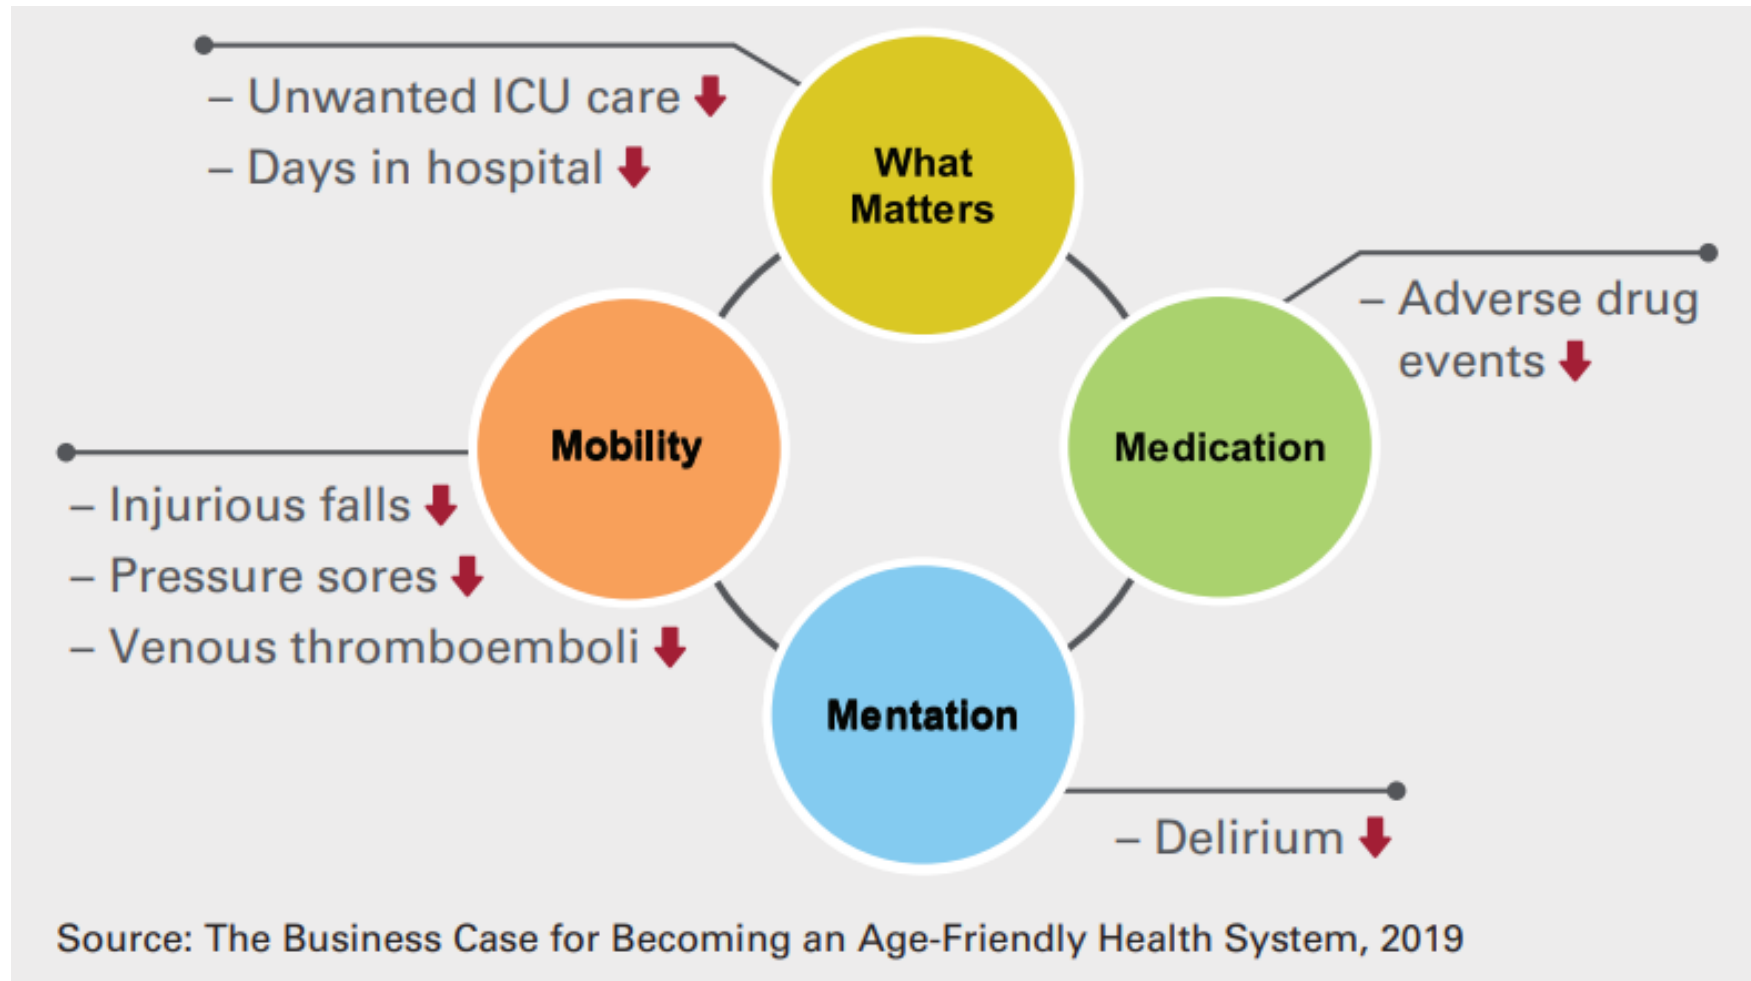 – Unwanted ICU care
– Days in hospital
What
Matters
– Adverse drug
events
Medication
Mobility
– Injurious falls
– Pressure sores
– Venous thromboemboli
Mentation
– Delirium
Source: The Business Case for Becoming an Age-Friendly Health System, 2019